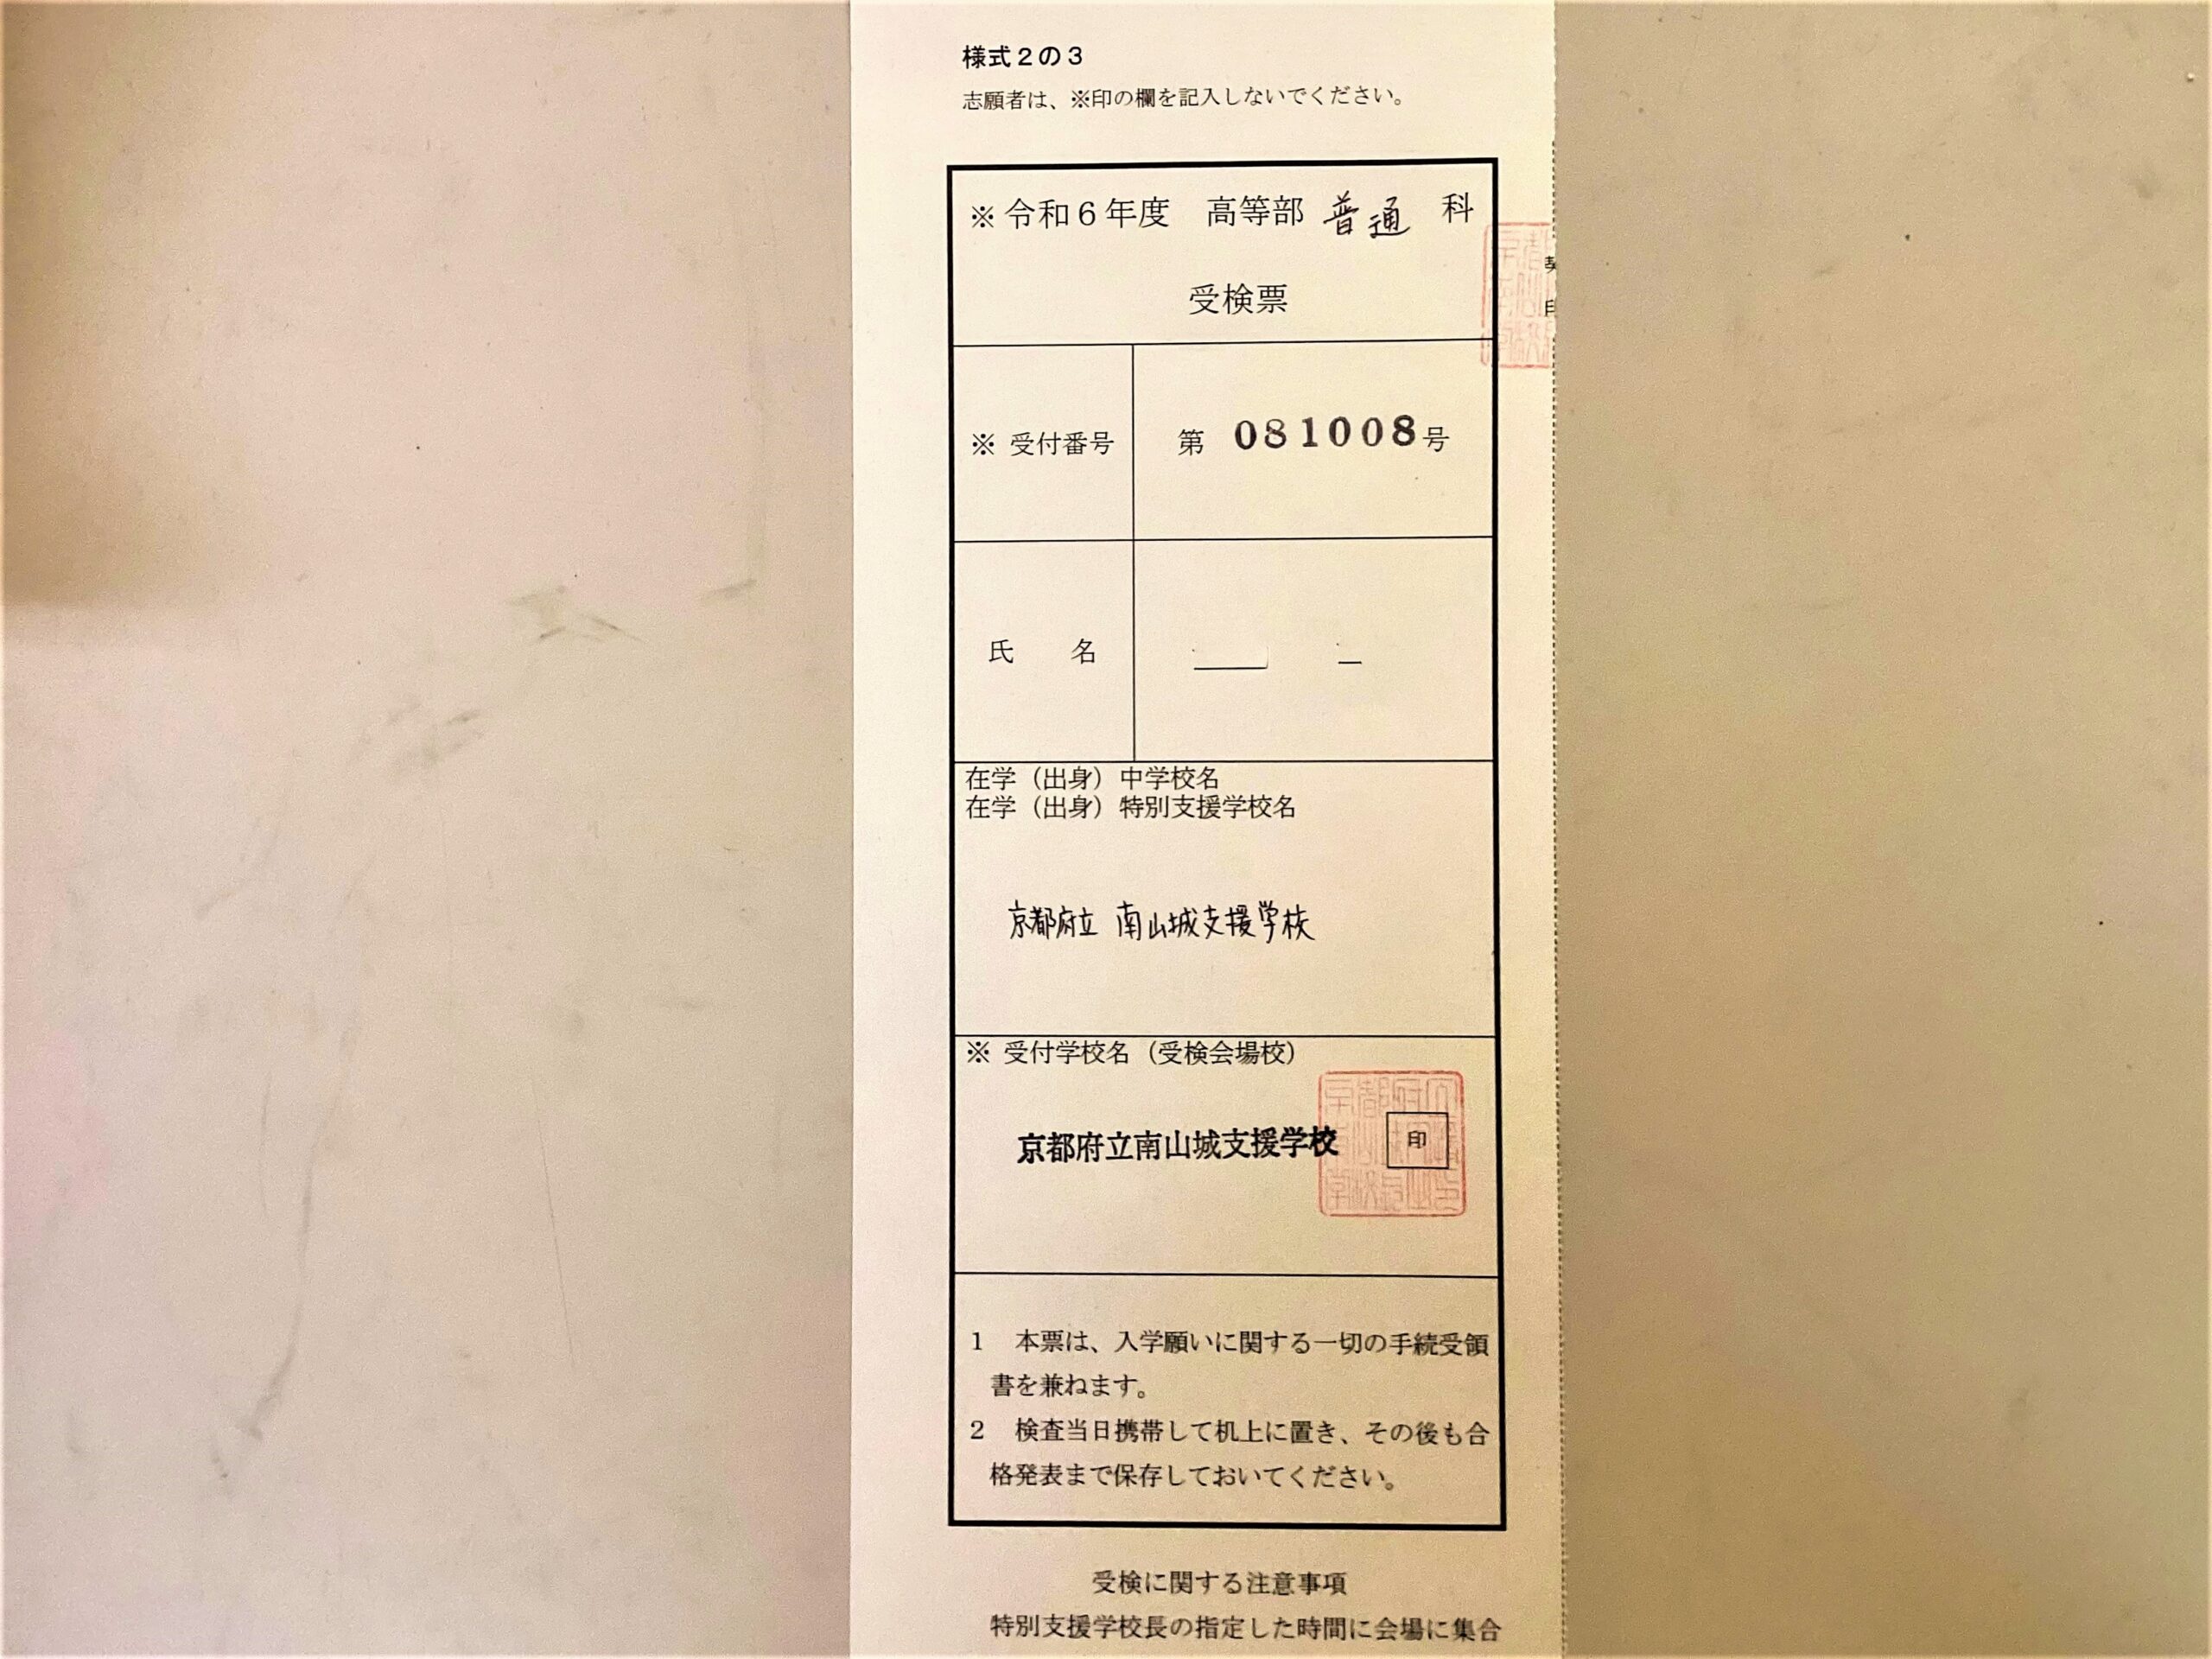 様式２の３
志願者は、※印の欄を記入しないでください。
※ 令和６年度　高等部　普通　科
受検票
※ 受付番号　第　081008号
氏　名
在学（出身）中学校名
在学（出身）特別支援学校名
京都府立 南山城支援学校
※ 受付学校名（受検会場校）
京都府立南山城支援学校　印
1　本票は、入学願いに関する一切の手続受領
書を兼ねます。
2　検査当日携帯して机上に置き、その後も合
格発表まで保存しておいてください。
受検に関する注意事項
特別支援学校長の指定した時間に会場に集合